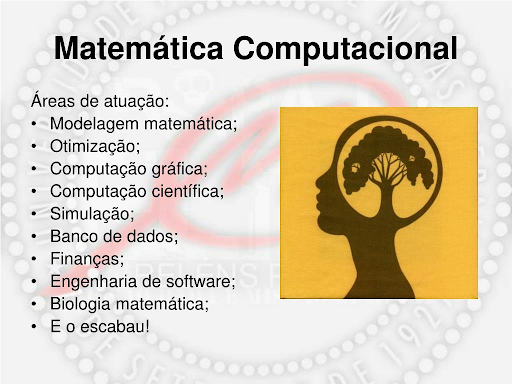 Matemática Computacional
Áreas de atuação:
• Modelagem matemática;
• Otimização;
• Computação gráfica;
• Computação científica;
• Simulação;
• Banco de dados;
• Finanças;
• Engenharia de software;
• Biologia matemática;
• E o escabau!